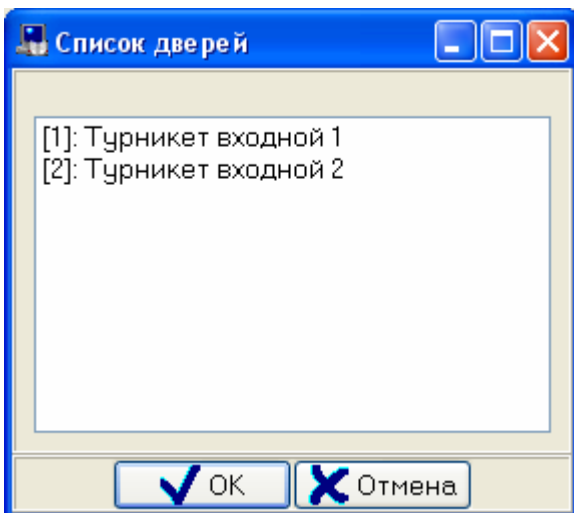 Список дверей
[1]: Турникет входной 1
[2]: Турникет входной 2
OK
Отмена